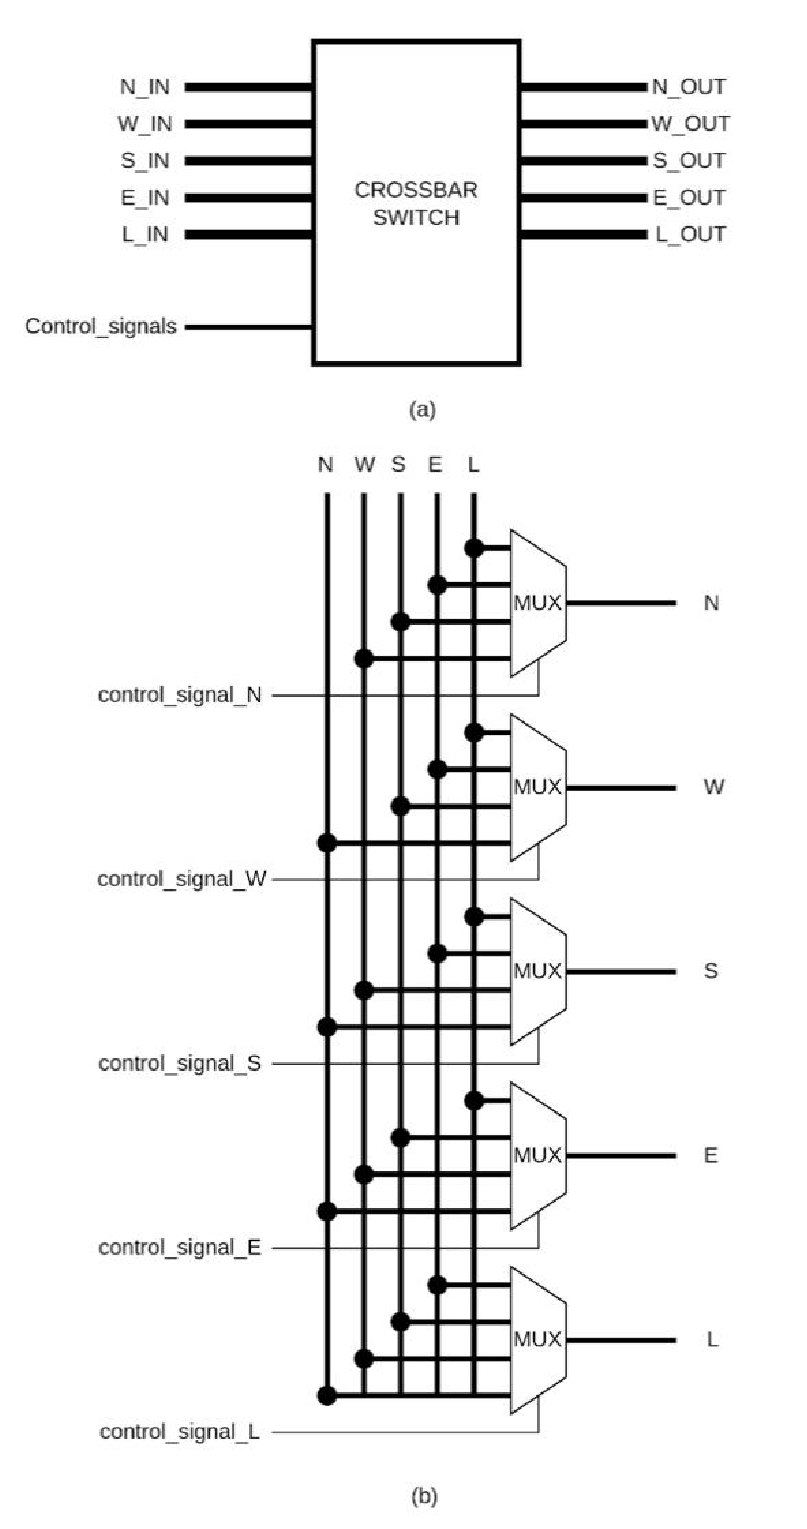 N_IN N_OUT
W_IN W_OUT
S_IN S_OUT
E_IN E_OUT
L_IN L_OUT
CROSSBAR
SWITCH
Control_signals
(a)
N W S E L
MUX N
control_signal_N
MUX W
control_signal_W
MUX S
control_signal_S
MUX E
control_signal_E
MUX L
control_signal_L
(b)